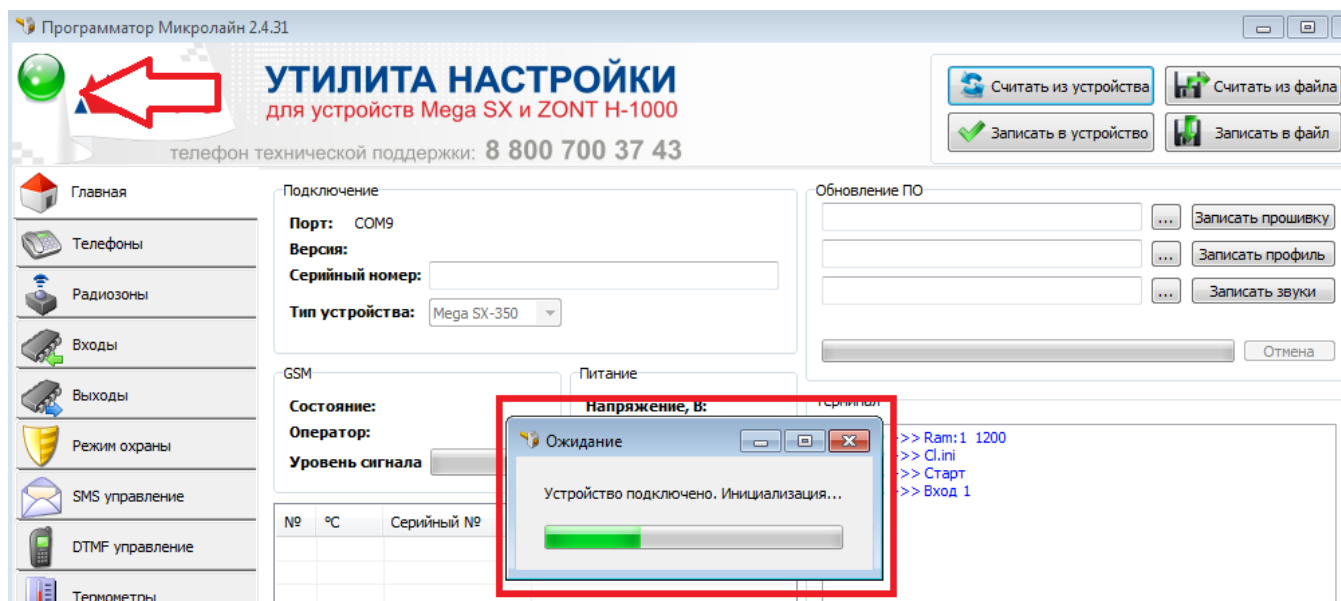 Программатор Микролайн 2.4.31
УТИЛИТА НАСТРОЙКИ
для устройств Mega SX и ZONT H-1000
телефон технической поддержки: 8 800 700 37 43
Считать из устройства
Считать из файла
Записать в устройство
Записать в файл
Главная
Телефоны
Радиозоны
Входы
Выходы
Режим охраны
SMS управление
DTMF управление
Термометры
Подключение
Порт: COM9
Версия:
Серийный номер:
Тип устройства: Mega SX-350
Обновление ПО
... Записать прошивку
... Записать профиль
... Записать звуки
Отмена
GSM
Состояние:
Оператор:
Уровень сигнала
Питание
Напряжение, В:
Терминал
>> Ram:1 1200
>> Cl.ini
>> Старт
>> Вход 1
Ожидание
Устройство подключено. Инициализация...
№ °C Серийный №